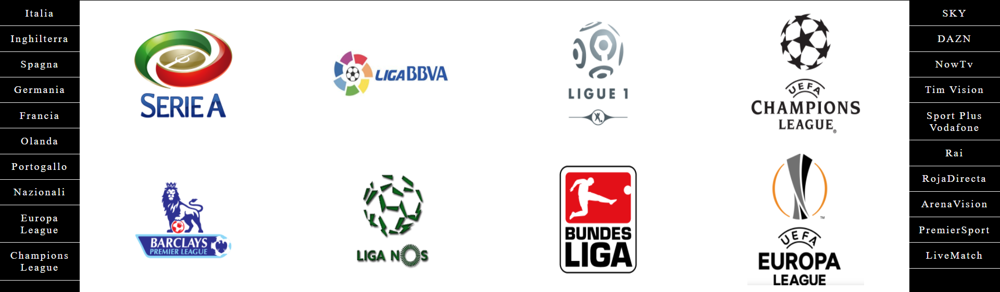 Italia
Inghilterra
Spagna
Germania
Francia
Olanda
Portogallo
Nazionali
Europa
League
Champions
League
SERIE A
LIGA BBVA
LIGUE 1
UEFA
CHAMPIONS
LEAGUE®
BARCLAYS
PREMIER LEAGUE
LIGA NOS
BUNDES
LIGA
TM
UEFA
EUROPA
LEAGUE
SKY
DAZN
NowTv
Tim Vision
Sport Plus
Vodafone
Rai
RojaDirecta
ArenaVision
PremierSport
LiveMatch